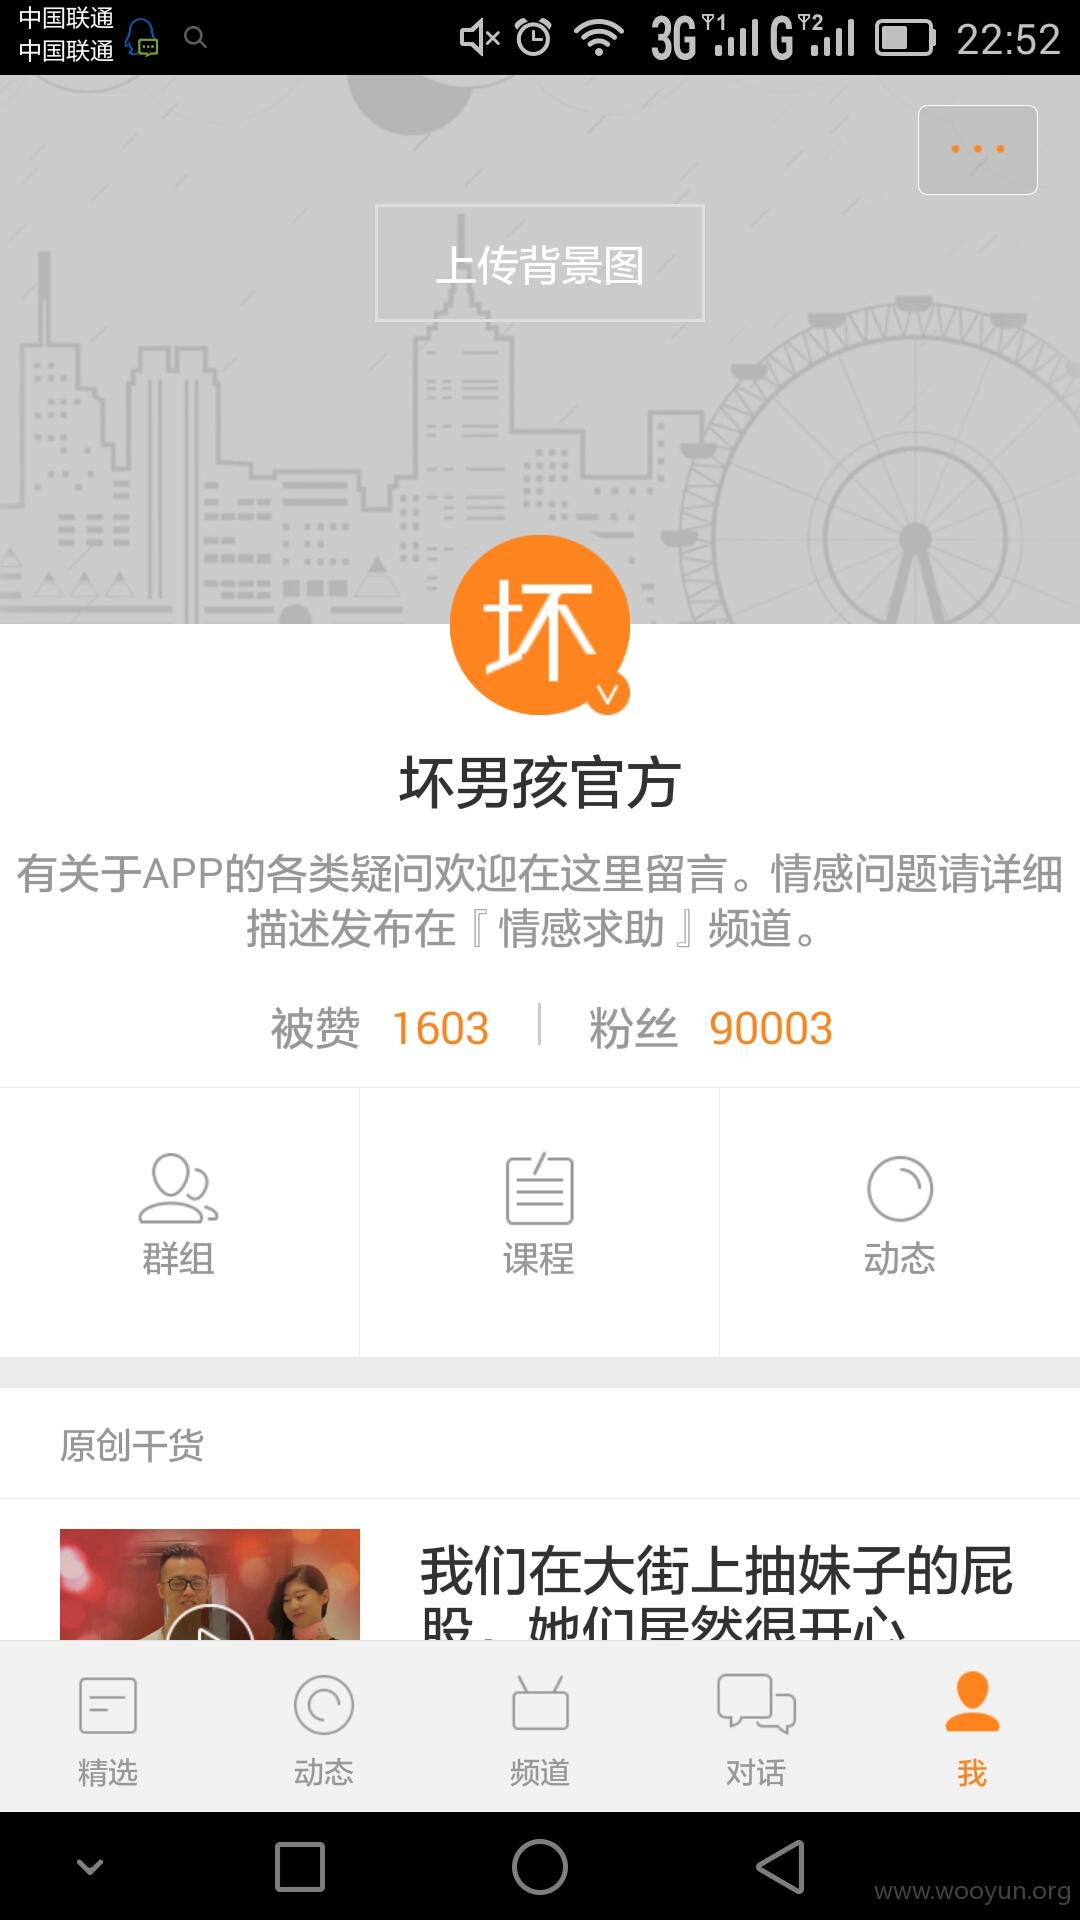 中国联通
中国联通
3G 1 G 2 22:52
上传背景图
坏
坏男孩官方
有关于APP的各类疑问欢迎在这里留言。情感问题请详细
描述发布在『情感求助』频道。
被赞 1603 粉丝 90003
群组 课程 动态
原创干货
我们在大街上抽妹子的屁
股，她们居然很开心
精选 动态 频道 对话 我
www.wooyun.org